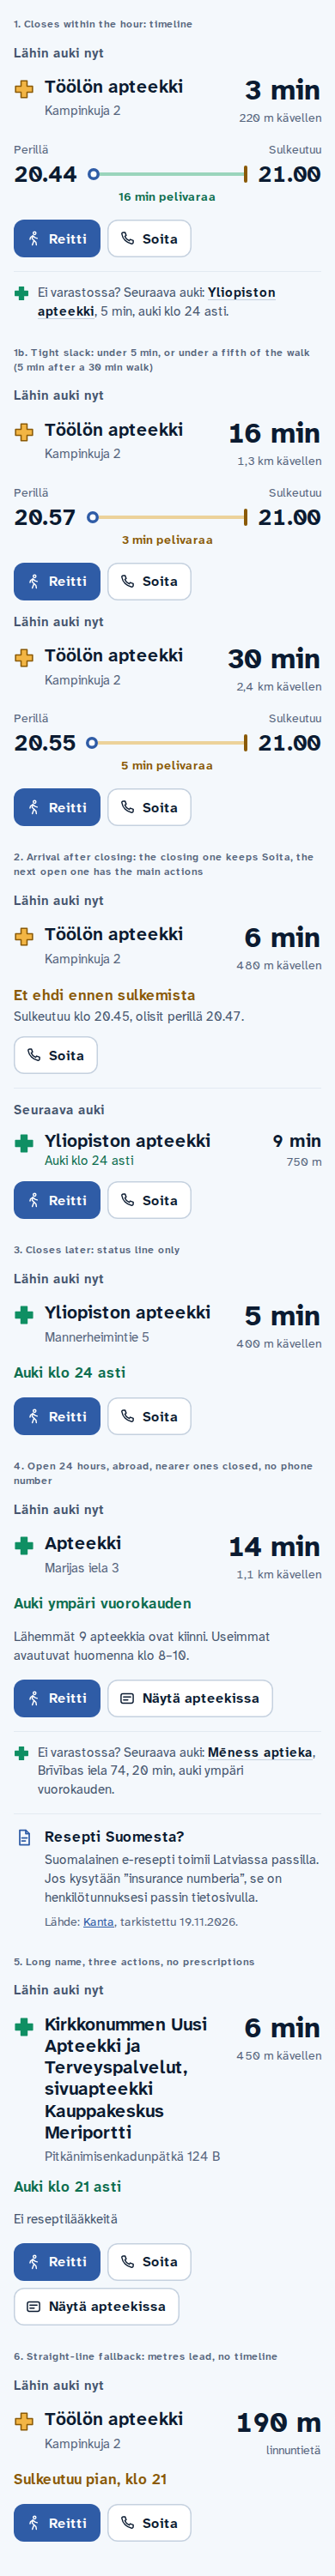 1. Closes within the hour: timeline
Lähin auki nyt
Töölön apteekki
3 min
Kampinkuja 2
220 m kävellen
Perillä
Sulkeutuu
20.44
21.00
16 min pelivaraa
Reitti
Soita
Ei varastossa? Seuraava auki: Yliopiston
apteekki, 5 min, auki klo 24 asti.
1b. Tight slack: under 5 min, or under a fifth of the walk
(5 min after a 30 min walk)
Lähin auki nyt
Töölön apteekki
16 min
Kampinkuja 2
1,3 km kävellen
Perillä
Sulkeutuu
20.57
21.00
3 min pelivaraa
Reitti
Soita
Lähin auki nyt
Töölön apteekki
30 min
Kampinkuja 2
2,4 km kävellen
Perillä
Sulkeutuu
20.55
21.00
5 min pelivaraa
Reitti
Soita
2. Arrival after closing: the closing one keeps Soita, the
next open one has the main actions
Lähin auki nyt
Töölön apteekki
6 min
Kampinkuja 2
480 m kävellen
Et ehdi ennen sulkemista
Sulkeutuu klo 20.45, olisit perillä 20.47.
Soita
Seuraava auki
Yliopiston apteekki
9 min
Auki klo 24 asti
750 m
Reitti
Soita
3. Closes later: status line only
Lähin auki nyt
Yliopiston apteekki
5 min
Mannerheimintie 5
400 m kävellen
Auki klo 24 asti
Reitti
Soita
4. Open 24 hours, abroad, nearer ones closed, no phone
number
Lähin auki nyt
Apteekki
14 min
Marijas iela 3
1,1 km kävellen
Auki ympäri vuorokauden
Lähemmät 9 apteekkia ovat kiinni. Useimmat
avautuvat huomenna klo 8–10.
Reitti
Näytä apteekissa
Ei varastossa? Seuraava auki: Mēness aptieka,
Brīvības iela 74, 20 min, auki ympäri
vuorokauden.
Resepti Suomesta?
Suomalainen e-resepti toimii Latviassa passilla.
Jos kysytään ”insurance numberia”, se on
henkilötunnuksesi passin tietosivulla.
Lähde: Kanta, tarkistettu 19.11.2026.
5. Long name, three actions, no prescriptions
Lähin auki nyt
Kirkkonummen Uusi
Apteekki ja
Terveyspalvelut,
sivuapteekki
Kauppakeskus
Meriportti
6 min
450 m kävellen
Pitkänimisenkadunpätkä 124 B
Auki klo 21 asti
Ei reseptilääkkeitä
Reitti
Soita
Näytä apteekissa
6. Straight-line fallback: metres lead, no timeline
Lähin auki nyt
Töölön apteekki
190 m
Kampinkuja 2
linnuntietä
Sulkeutuu pian, klo 21
Reitti
Soita